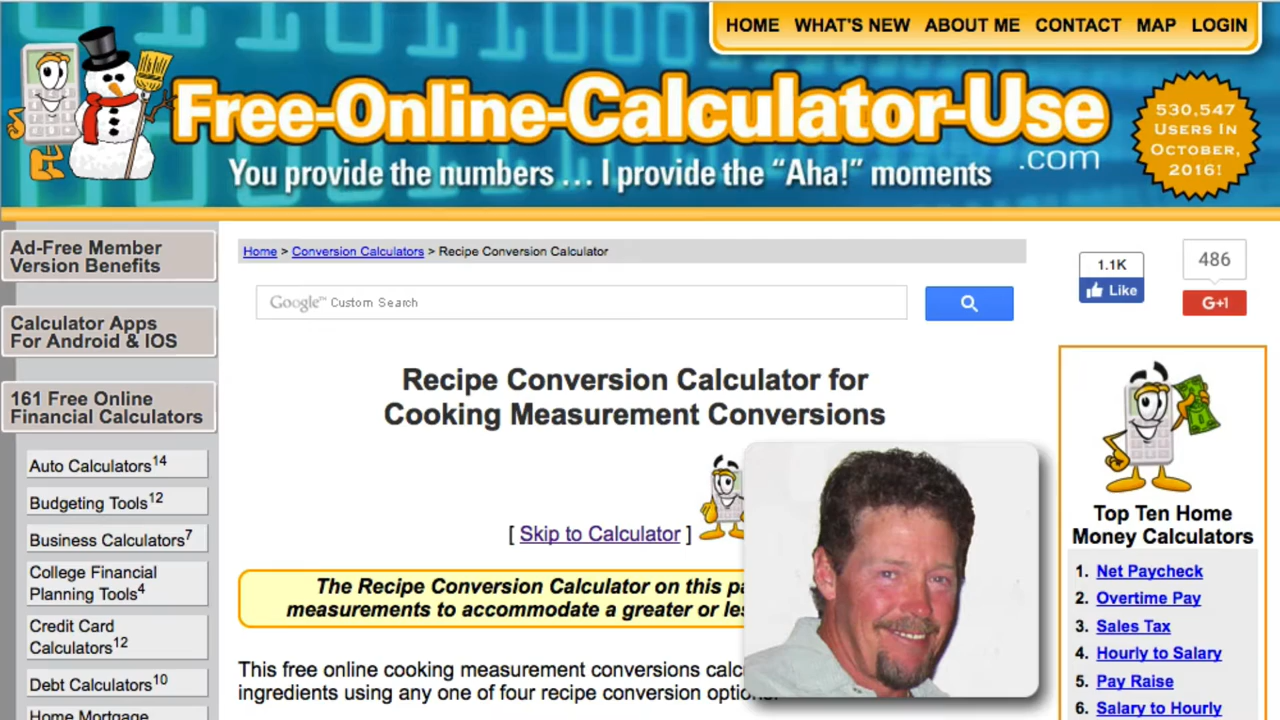 HOME WHAT'S NEW ABOUT ME CONTACT MAP LOGIN
Free-Online-Calculator-Use
.com
You provide the numbers ... I provide the “Aha!” moments
530,547
USERS IN
OCTOBER,
2016!
Ad-Free Member
Version Benefits
Calculator Apps
For Android & IOS
161 Free Online
Financial Calculators
Auto Calculators14
Budgeting Tools12
Business Calculators7
College Financial
Planning Tools4
Credit Card
Calculators12
Debt Calculators10
Home Mortgage
Home > Conversion Calculators > Recipe Conversion Calculator
Google™ Custom Search
Recipe Conversion Calculator for
Cooking Measurement Conversions
[ Skip to Calculator ]
The Recipe Conversion Calculator on this
measurements to accommodate a greater or
This free online cooking measurement conversions
ingredients using any one of four recipe conversion
1.1K
Like
486
G+1
Top Ten Home
Money Calculators
1. Net Paycheck
2. Overtime Pay
3. Sales Tax
4. Hourly to Salary
5. Pay Raise
6. Salary to Hourly